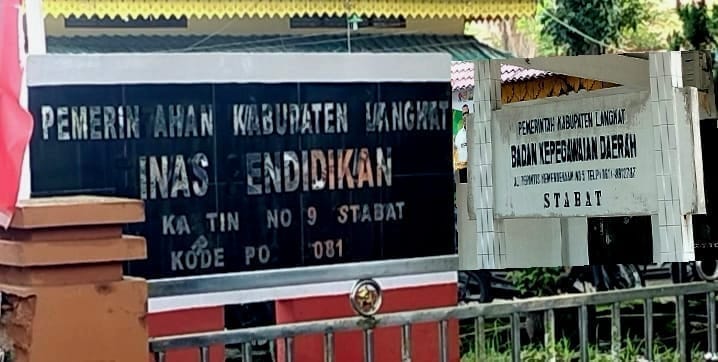 PEMERIN AHAN KABUPATEN LANGKAT
INAS ENDIDIKAN
KA TIN NO 9 STABAT
KODE PO 081
PEMERINTAH KABUPATEN LANGKAT
BADAN KEPEGAWAIAN DAERAH
STABAT